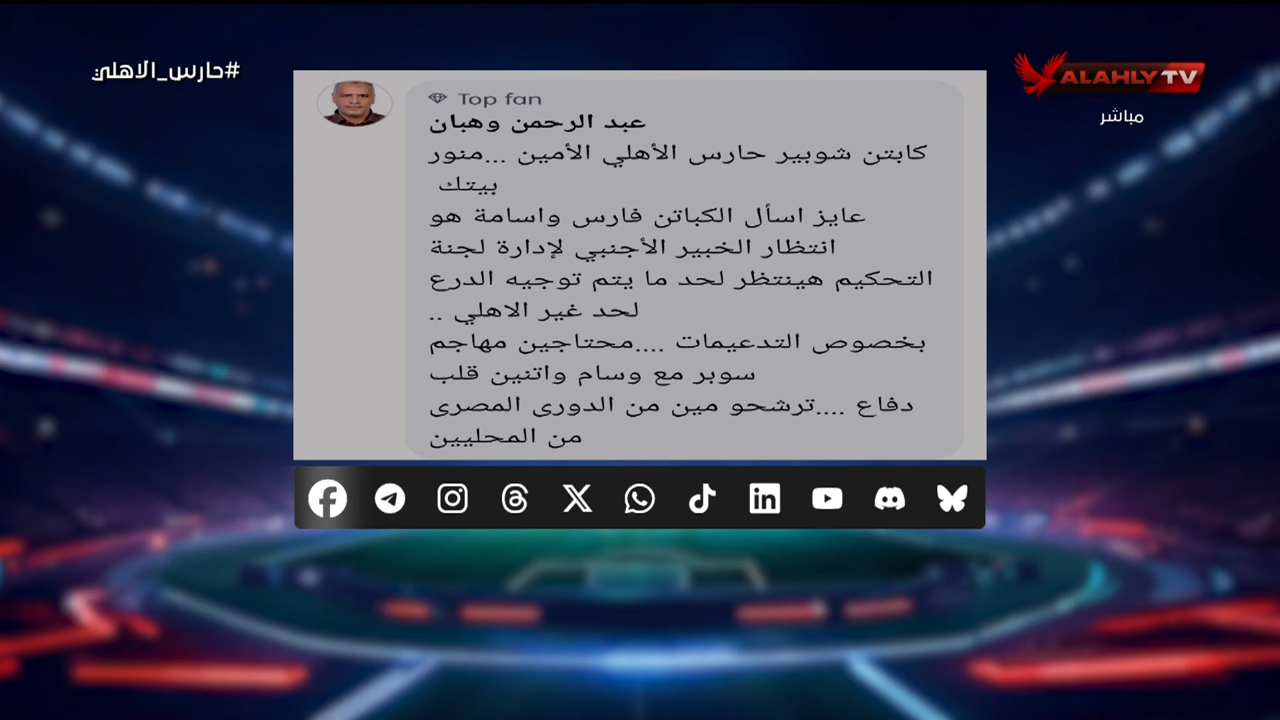 #حارس_الاهلي
ALAHLY TV
مباشر
Top fan
عبد الرحمن وهبان
كابتن شوبير حارس الأهلي الأمين ...منور
بيتك
عايز اسأل الكباتن فارس واسامة هو
انتظار الخبير الأجنبي لإدارة لجنة
التحكيم هينتظر لحد ما يتم توجيه الدرع
لحد غير الاهلي ..
بخصوص التدعيمات ....محتاجين مهاجم
سوبر مع وسام واتنين قلب
دفاع ....ترشحو مين من الدورى المصرى
من المحليين